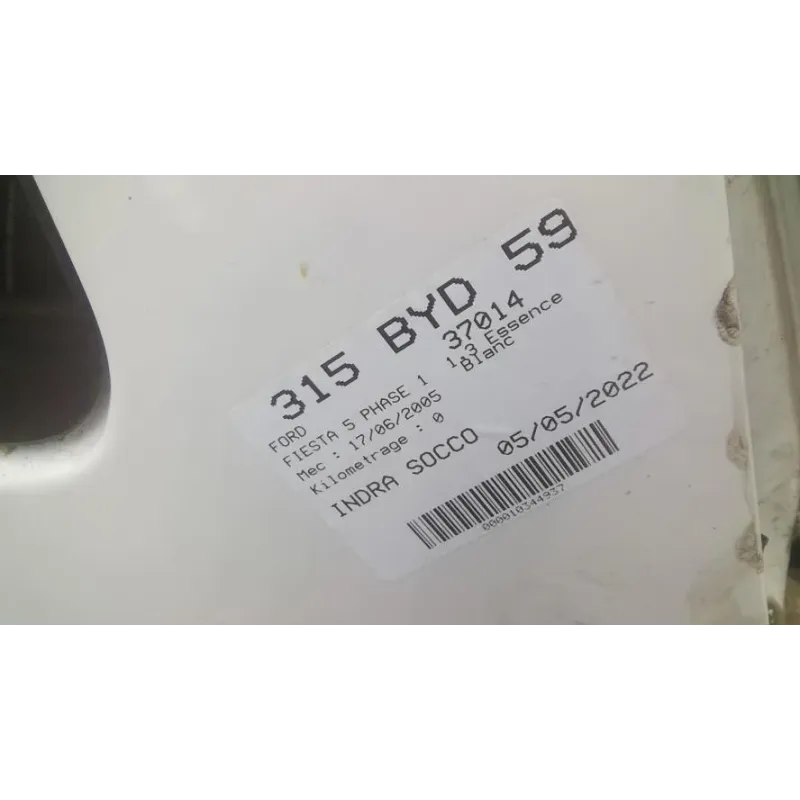 315 BYD 59
FORD 37014
FIESTA 5 PHASE 1 1.3 Essence
Mec : 17/06/2005 Blanc
Kilometrage : 0
INDRA SOCCO 05/05/2022
000010344937